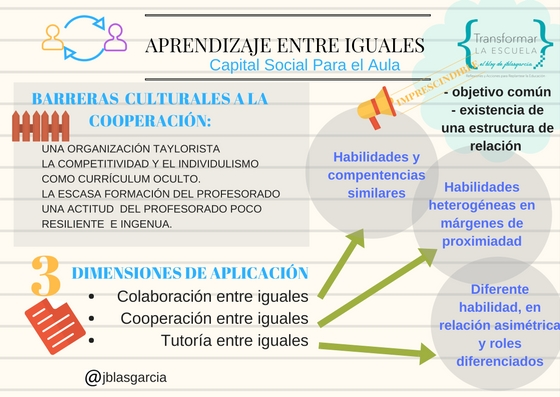 APRENDIZAJE ENTRE IGUALES
Capital Social Para el Aula
Transformar
LA ESCUELA
el blog de jblasgarcia
IMPRESCINDIBLE
- objetivo común
- existencia de
una estructura de
relación
BARRERAS CULTURALES A LA
COOPERACIÓN:
UNA ORGANIZACIÓN TAYLORISTA
LA COMPETITIVIDAD Y EL INDIVIDULISMO
COMO CURRÍCULUM OCULTO.
LA ESCASA FORMACIÓN DEL PROFESORADO
UNA ACTITUD DEL PROFESORADO POCO
RESILIENTE E INGENUA.
Habilidades y
compentencias
similares
Habilidades
heterogéneas en
márgenes de
proximiadad
Diferente
habilidad, en
relación asimétrica
y roles
diferenciados
3 DIMENSIONES DE APLICACIÓN
• Colaboración entre iguales
• Cooperación entre iguales
• Tutoría entre iguales
@jblasgarcia